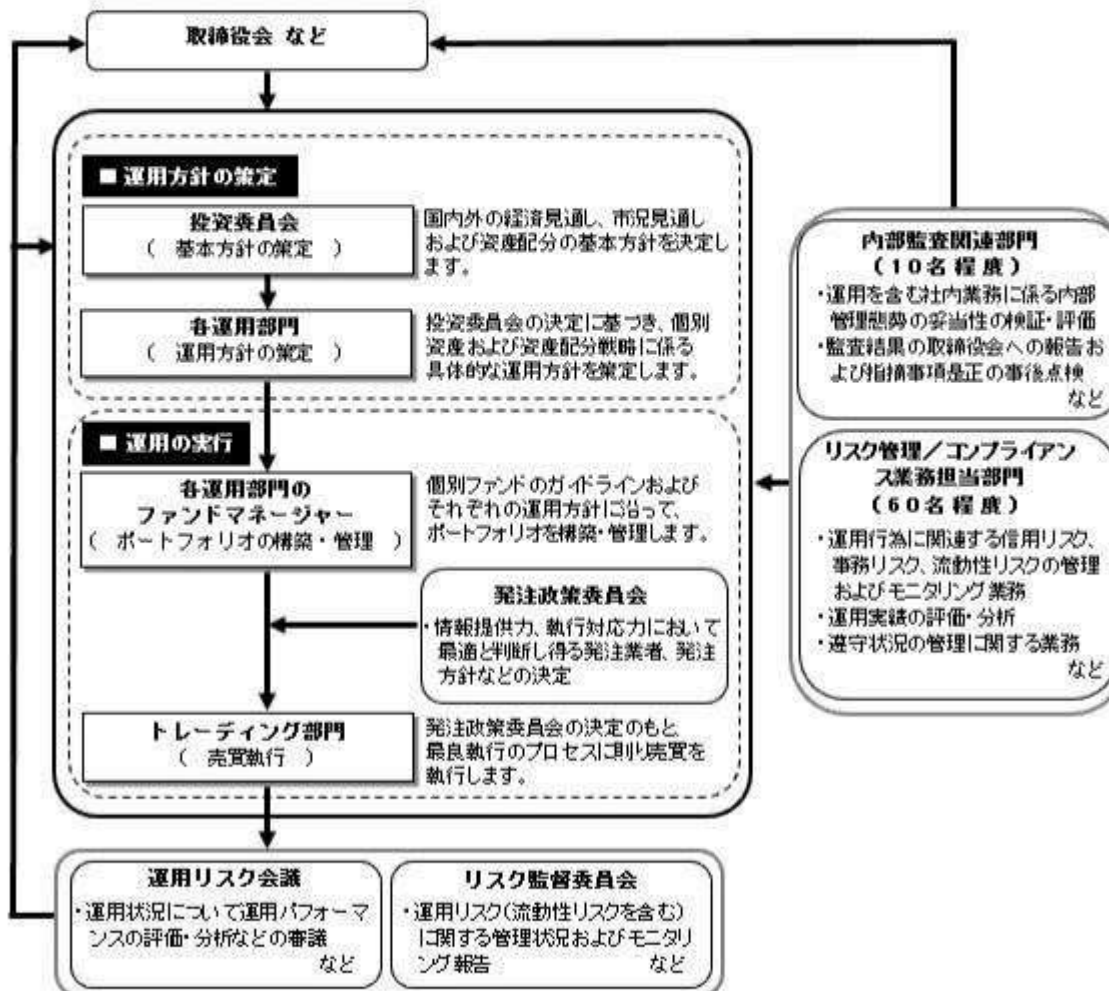 取締役会 など
■ 運用方針の策定
投資委員会
( 基本方針の策定 )
国内外の経済見通し、市況見通し
および資産配分の基本方針を決定し
ます。
各運用部門
( 運用方針の策定 )
投資委員会の決定に基づき、個別
資産および資産配分戦略に係る
具体的な運用方針を策定します。
■ 運用の実行
各運用部門の
ファンドマネージャー
( ポートフォリオの構築・管理 )
個別ファンドのガイドラインおよび
それぞれの運用方針に沿って、
ポートフォリオを構築・管理します。
発注政策委員会
・情報提供力、執行対応力において
最適と判断し得る発注業者、発注
方針などの決定
トレーディング部門
( 売買執行 )
発注政策委員会の決定のもと
最良執行のプロセスに則り売買を
執行します。
内部監査関連部門
(10名程度)
・運用を含む社内業務に係る内部
管理態勢の妥当性の検証・評価
・監査結果の取締役会への報告お
よび指摘事項是正の事後点検
など
リスク管理/コンプライアン
ス業務担当部門
(60名程度)
・運用行為に関連する信用リスク、
事務リスク、流動性リスクの管理
およびモニタリング業務
・運用実績の評価・分析
・遵守状況の管理に関する業務
など
運用リスク会議
・運用状況について運用パフォーマ
ンスの評価・分析などの審議
など
リスク監督委員会
・運用リスク(流動性リスクを含む)
に関する管理状況およびモニタリ
ング報告 など